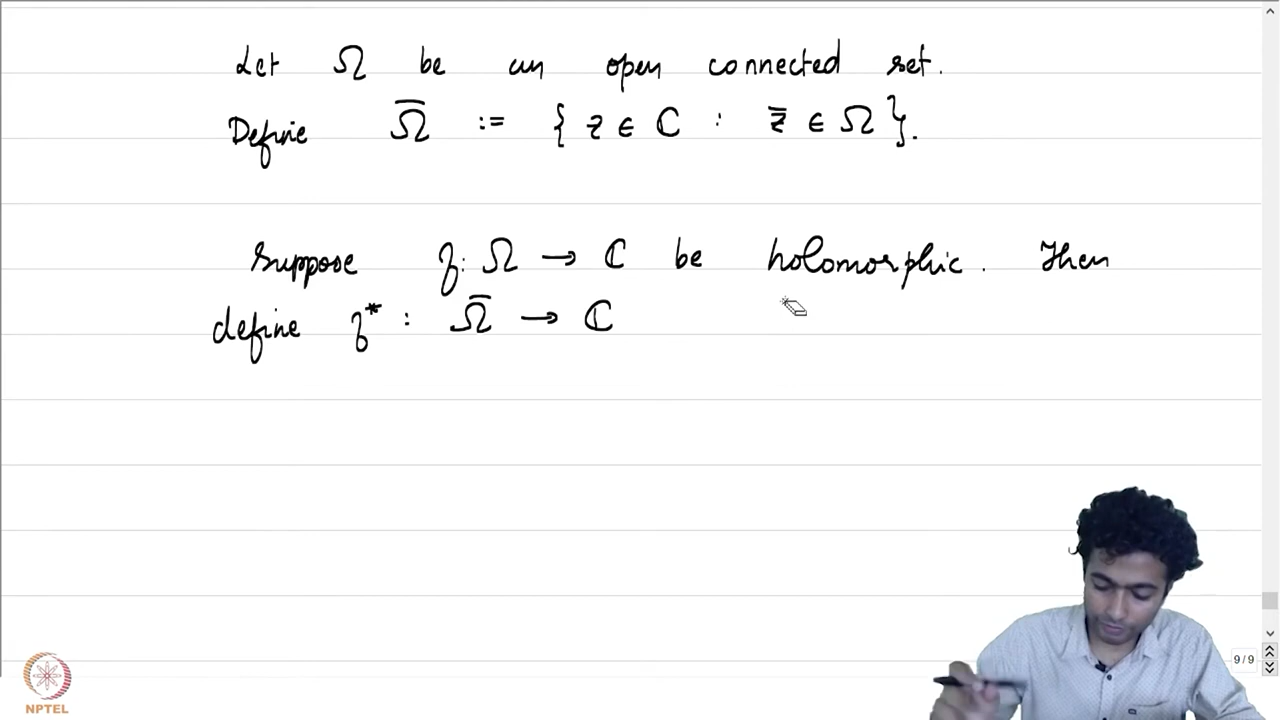 Let Ω be an open connected set.
Define Ω̅ := { z ∈ ℂ : z̅ ∈ Ω }.
Suppose f: Ω → ℂ be holomorphic. Then
define f* : Ω̅ → ℂ
9/9
NPTEL